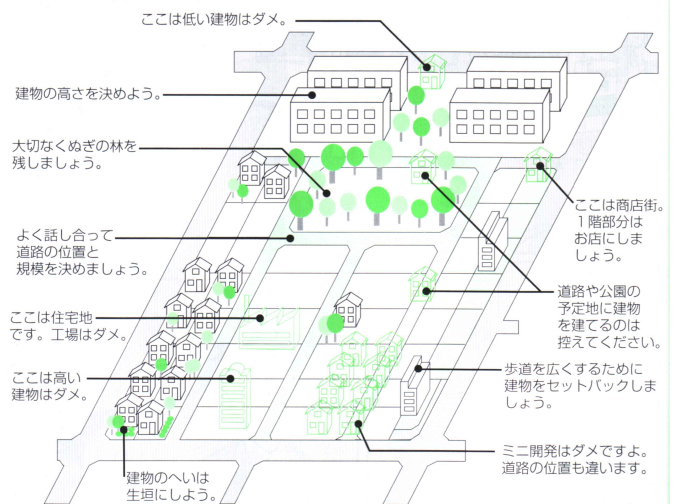 ここは低い建物はダメ。
建物の高さを決めよう。
大切なくぬぎの林を
残しましょう。
ここは商店街。
1階部分は
お店にしま
しょう。
よく話し合って
道路の位置と
規模を決めましょう。
道路や公園の
予定地に建物
を建てるのは
控えてください。
ここは住宅地
です。工場はダメ。
ここは高い
建物はダメ。
歩道を広くするために
建物をセットバックしま
しょう。
ミニ開発はダメですよ。
道路の位置も違います。
建物のへいは
生垣にしよう。